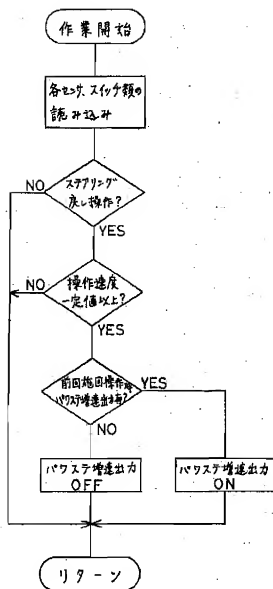 作業開始
各センサ、スイッチ類の
読み込み
ステアリング
戻し操作？
NO
YES
操作速度
一定値以上？
NO
YES
前回旋回操作時
パワステ増速出力有？
YES
NO
パワステ増速出力
OFF
パワステ増速出力
ON
リターン